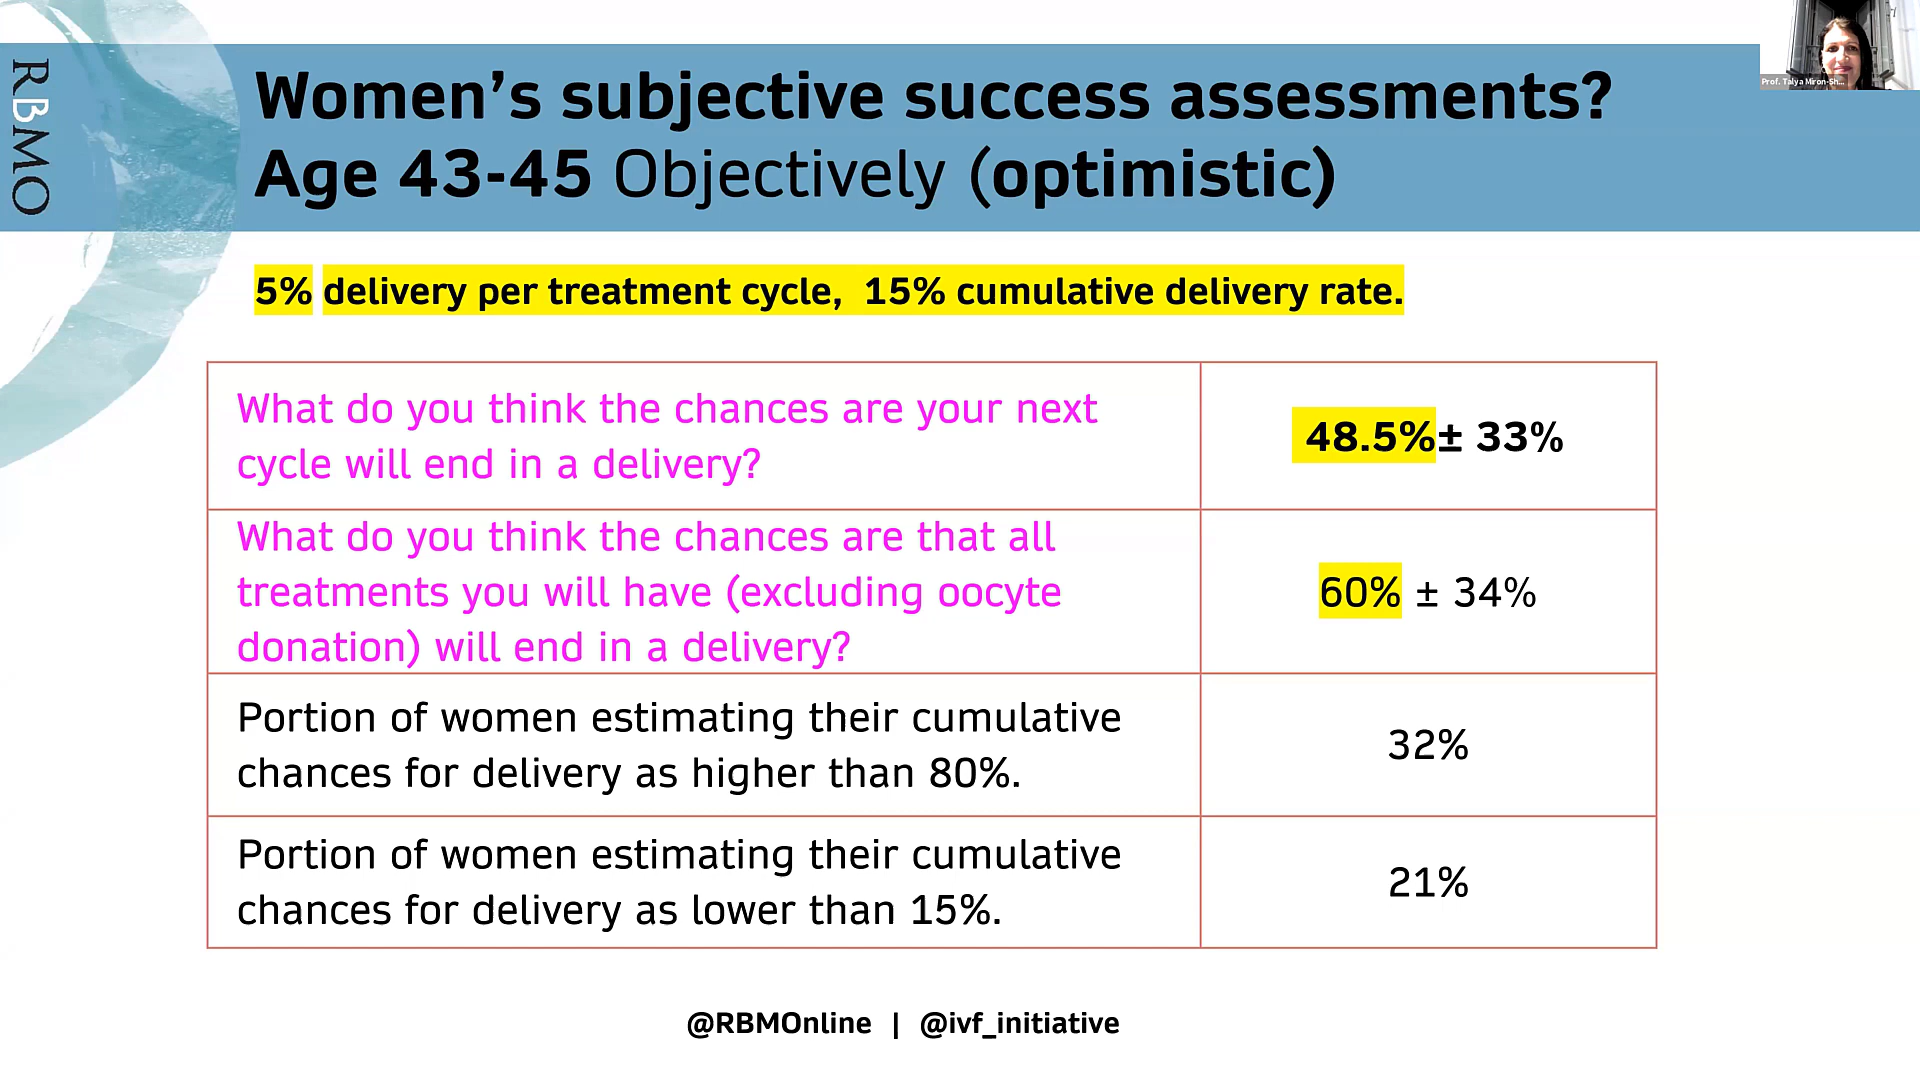 RBMO
Women’s subjective success assessments?
Age 43-45 Objectively (optimistic)
Prof. Talya Miron-Sh...
5% delivery per treatment cycle, 15% cumulative delivery rate.
What do you think the chances are your next
cycle will end in a delivery?
48.5%± 33%
What do you think the chances are that all
treatments you will have (excluding oocyte
donation) will end in a delivery?
60% ± 34%
Portion of women estimating their cumulative
chances for delivery as higher than 80%.
32%
Portion of women estimating their cumulative
chances for delivery as lower than 15%.
21%
@RBMOnline | @ivf_initiative